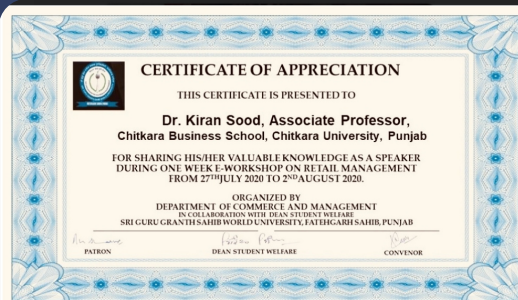 CERTIFICATE OF APPRECIATION
THIS CERTIFICATE IS PRESENTED TO
Dr. Kiran Sood, Associate Professor,
Chitkara Business School, Chitkara University, Punjab
FOR SHARING HIS/HER VALUABLE KNOWLEDGE AS A SPEAKER
DURING ONE WEEK E-WORKSHOP ON RETAIL MANAGEMENT
FROM 27THJULY 2020 TO 2NDAUGUST 2020.
ORGANIZED BY
DEPARTMENT OF COMMERCE AND MANAGEMENT
IN COLLABORATION WITH DEAN STUDENT WELFARE
SRI GURU GRANTH SAHIB WORLD UNIVERSITY, FATEHGARH SAHIB, PUNJAB
PATRON
DEAN STUDENT WELFARE
CONVENOR